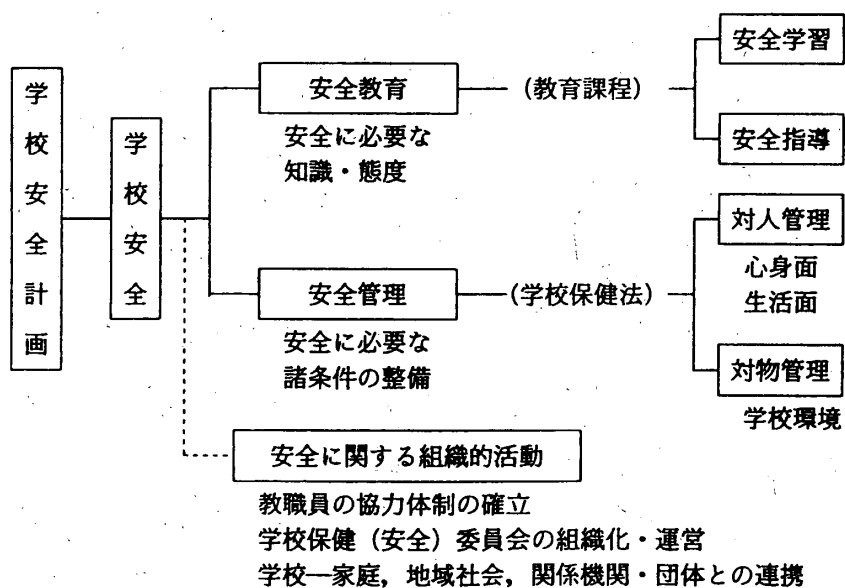 学校安全計画
学校安全
安全教育
安全に必要な
知識・態度
(教育課程)
安全学習
安全指導
安全管理
安全に必要な
諸条件の整備
(学校保健法)
対人管理
心身面
生活面
対物管理
学校環境
安全に関する組織的活動
教職員の協力体制の確立
学校保健(安全)委員会の組織化・運営
学校―家庭,地域社会,関係機関・団体との連携